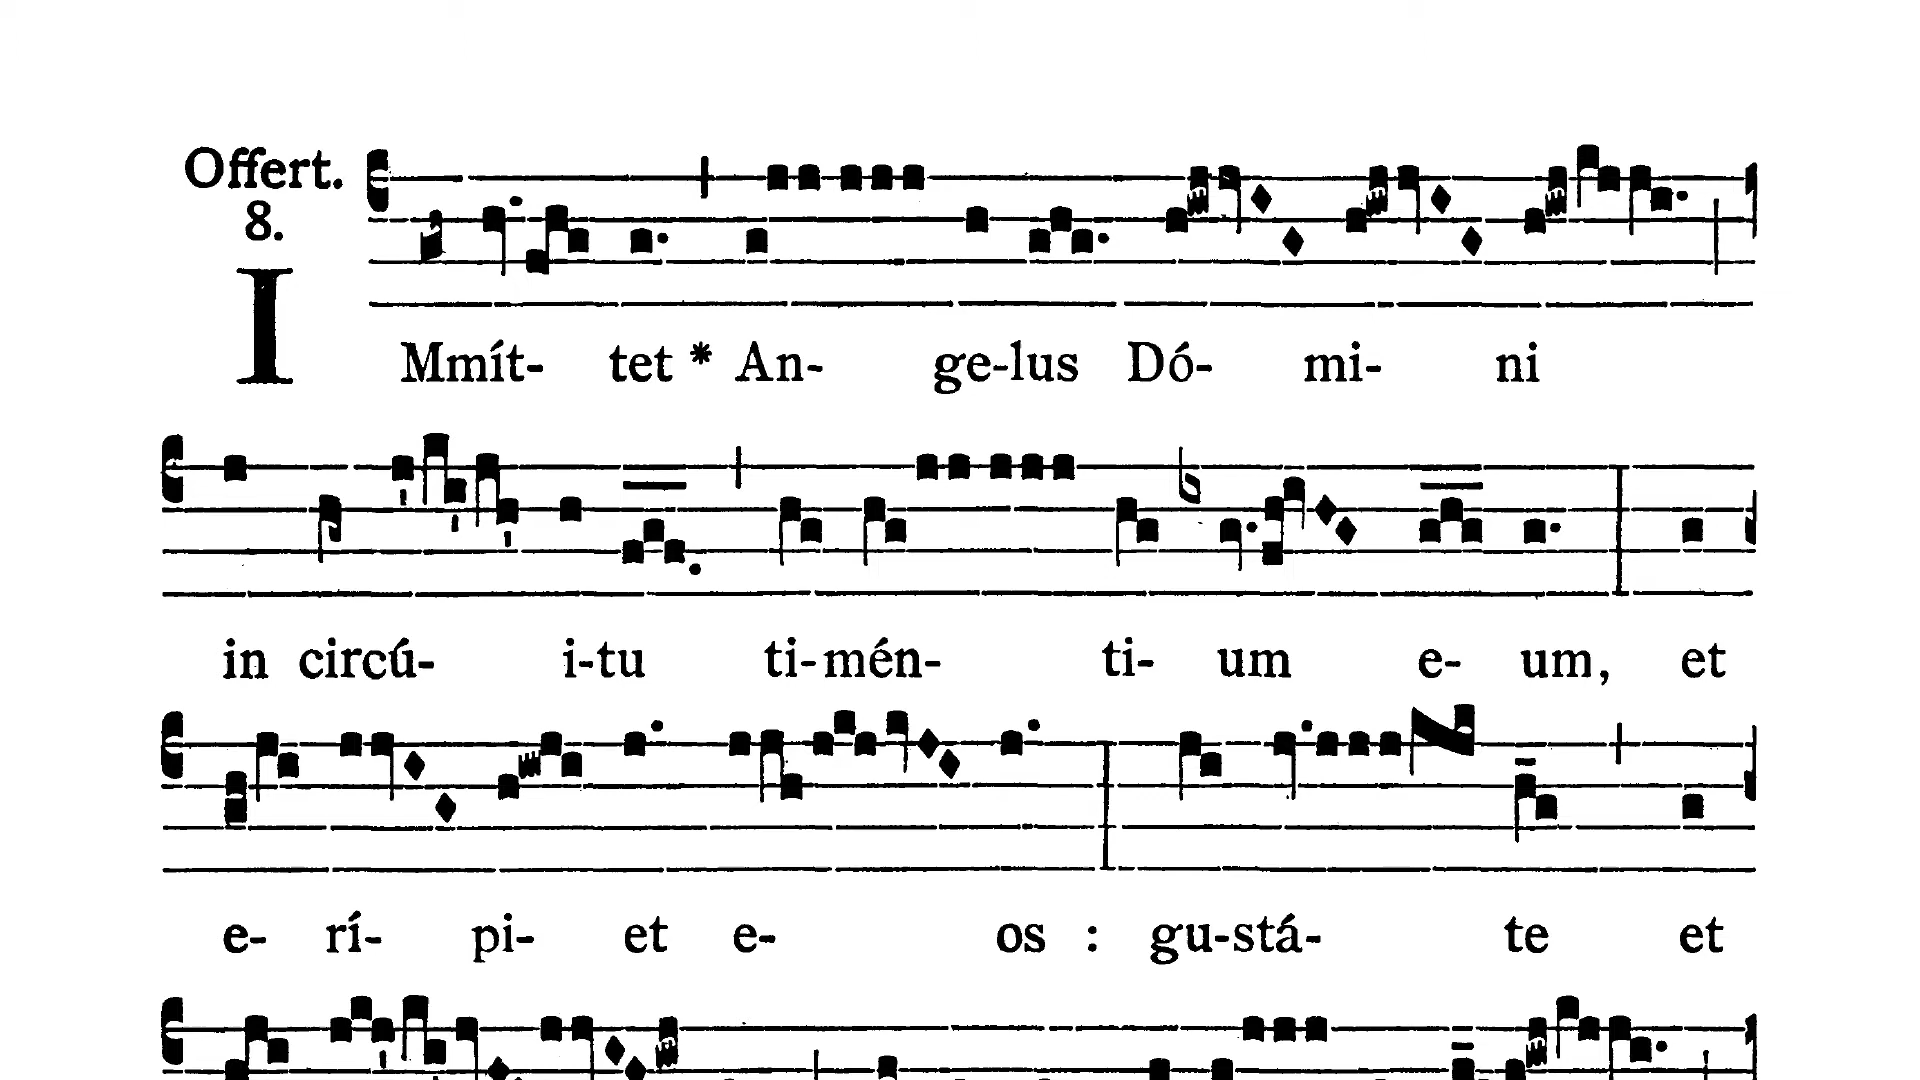 Offert.
8.
IMmít- tet * An- ge-lus Dó- mi- ni
in circú- i-tu ti-mén- ti- um e- um, et
e- rí- pi- et e- os : gu-stá- te et